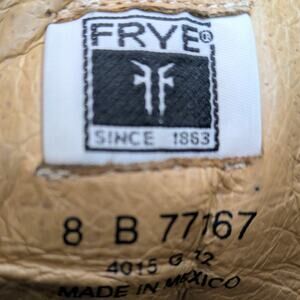 FRYE®
SINCE 1863
8 B 77167
4015 G 12
MADE IN MEXICO